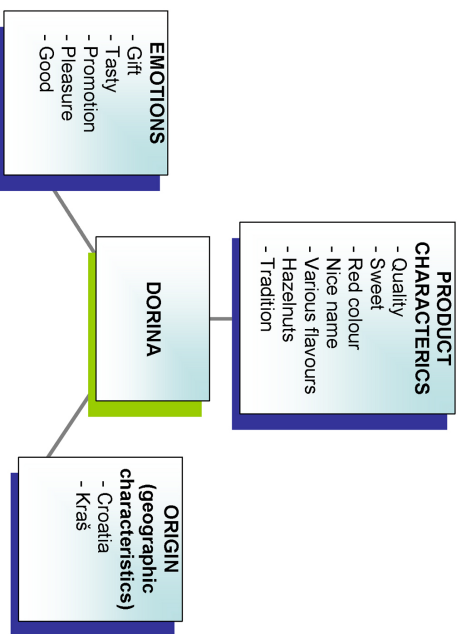 PRODUCT
CHARACTERICS
- Quality
- Sweet
- Red colour
- Nice name
- Various flavours
- Hazelnuts
- Tradition
EMOTIONS
- Gift
- Tasty
- Promotion
- Pleasure
- Good
DORINA
ORIGIN
(geographic
characteristics)
- Croatia
- Kraš